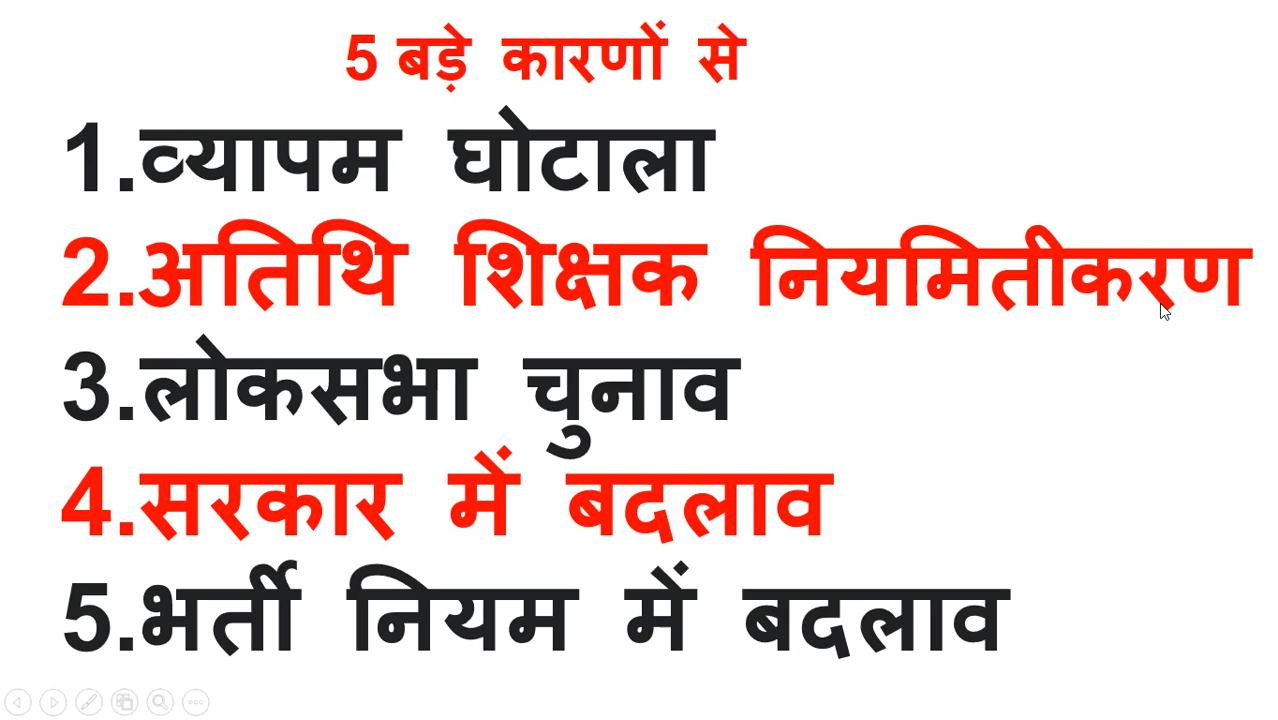 5 बड़े कारणों से
1.व्यापम घोटाला
2.अतिथि शिक्षक नियमितीकरण
3.लोकसभा चुनाव
4.सरकार में बदलाव
5.भर्ती नियम में बदलाव